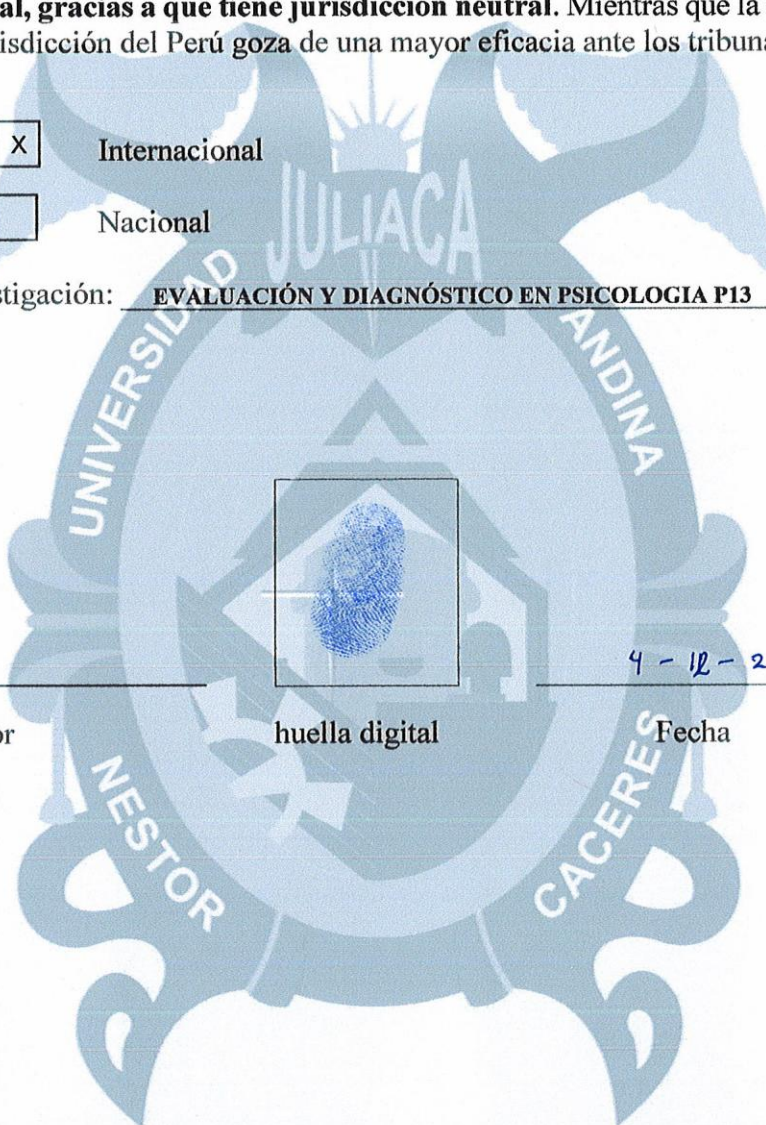 al, gracias a que tiene jurisdicción neutral. Mientras que la
isdicción del Perú goza de una mayor eficacia ante los tribuna
X Internacional
Nacional
stigación: EVALUACIÓN Y DIAGNÓSTICO EN PSICOLOGIA P13
UNIVERSIDAD ANDINA
JULIACA
NESTOR CACERES
4 - 12 - 2
or huella digital Fecha